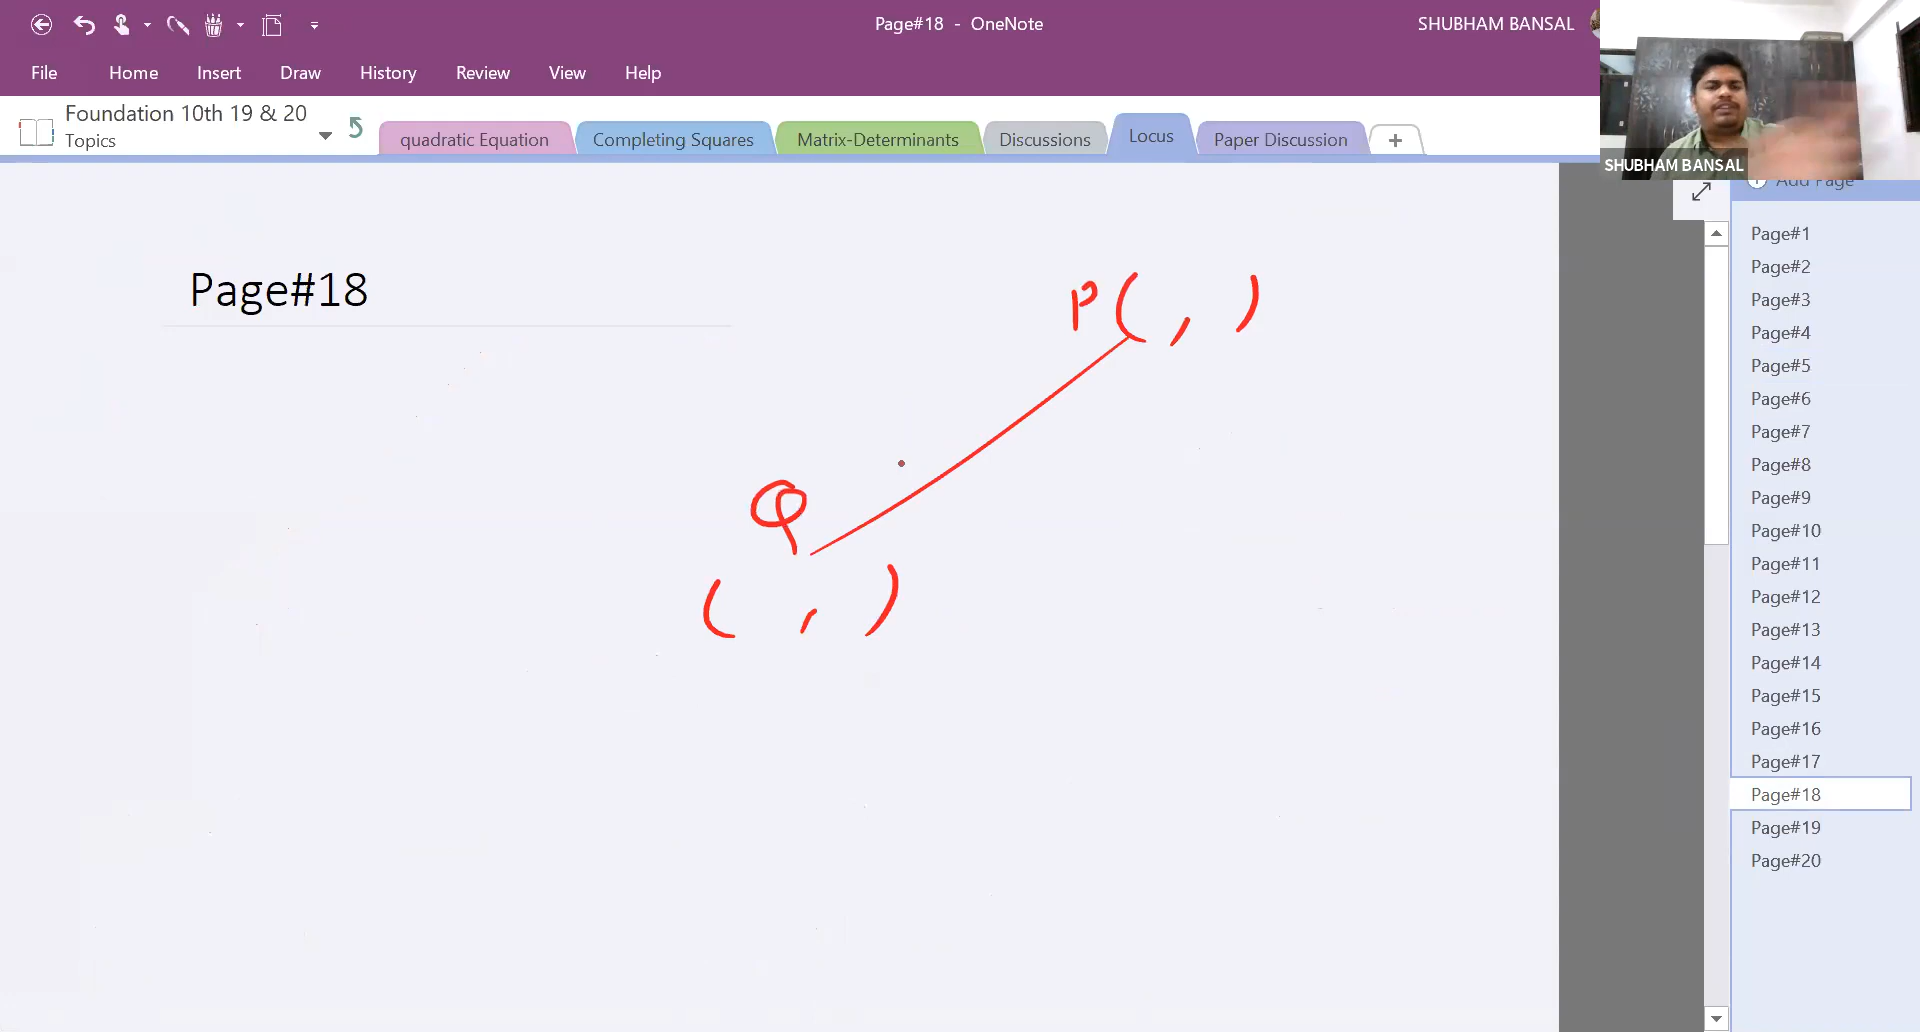 Page#18 - OneNote
SHUBHAM BANSAL
File Home Insert Draw History Review View Help
Foundation 10th 19 & 20
Topics
quadratic Equation Completing Squares Matrix-Determinants Discussions Locus Paper Discussion +
SHUBHAM BANSAL
Add Page
Page#18
P( , )
Q
( , )
Page#1
Page#2
Page#3
Page#4
Page#5
Page#6
Page#7
Page#8
Page#9
Page#10
Page#11
Page#12
Page#13
Page#14
Page#15
Page#16
Page#17
Page#18
Page#19
Page#20